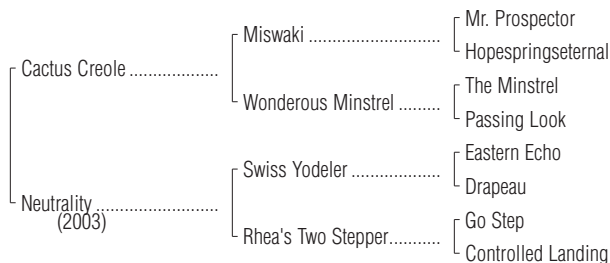 Mr. Prospector
Miswaki ..............................
Hopespringseternal
Cactus Creole ....................
The Minstrel
Wonderous Minstrel ...........
Passing Look
Eastern Echo
Swiss Yodeler ....................
Drapeau
Neutrality ...........................
(2003)
Go Step
Rhea's Two Stepper...........
Controlled Landing